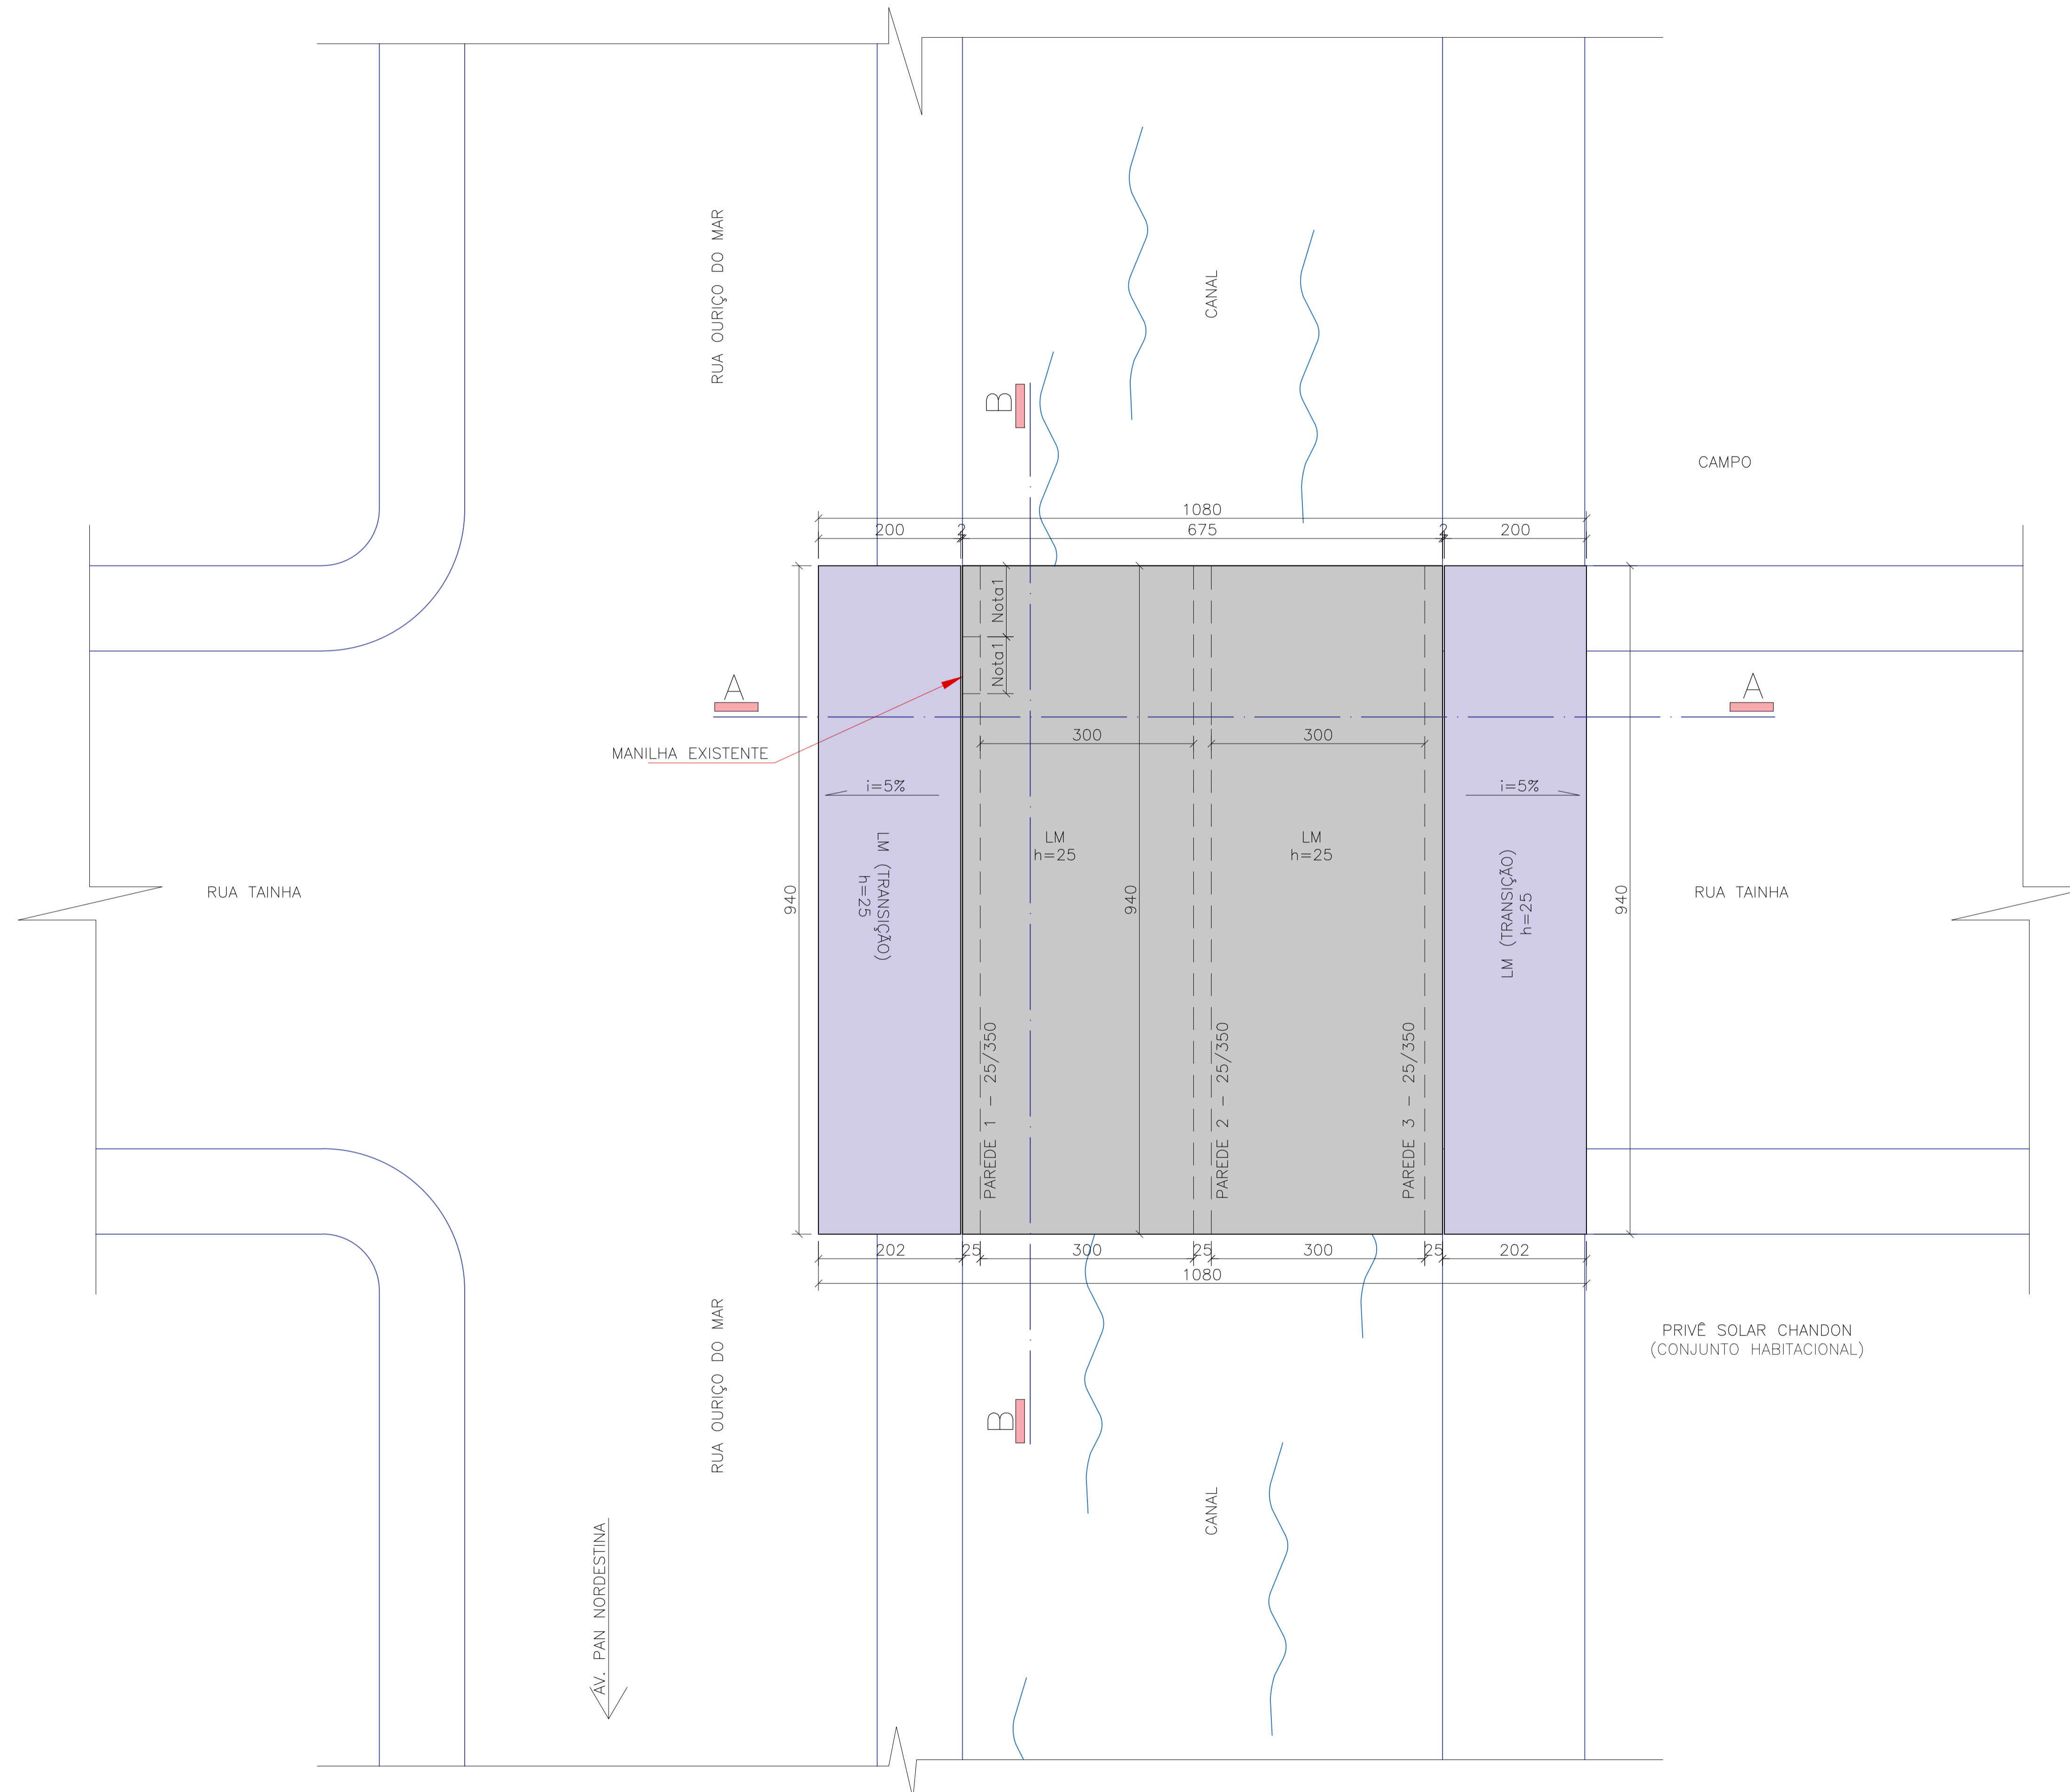 RUA OURIÇO DO MAR
CANAL
B
CAMPO
1080
200
2
675
2
200
Nota1
Nota1
A
A
MANILHA EXISTENTE
300
300
i=5%
i=5%
LM
h=25
LM
h=25
LM (TRANSIÇÃO)
h=25
LM (TRANSIÇÃO)
h=25
940
940
940
RUA TAINHA
RUA TAINHA
PAREDE 1 - 25/350
PAREDE 2 - 25/350
PAREDE 3 - 25/350
202
25
300
25
300
25
202
1080
RUA OURIÇO DO MAR
PRIVÊ SOLAR CHANDON
(CONJUNTO HABITACIONAL)
B
CANAL
AV. PAN NORDESTINA